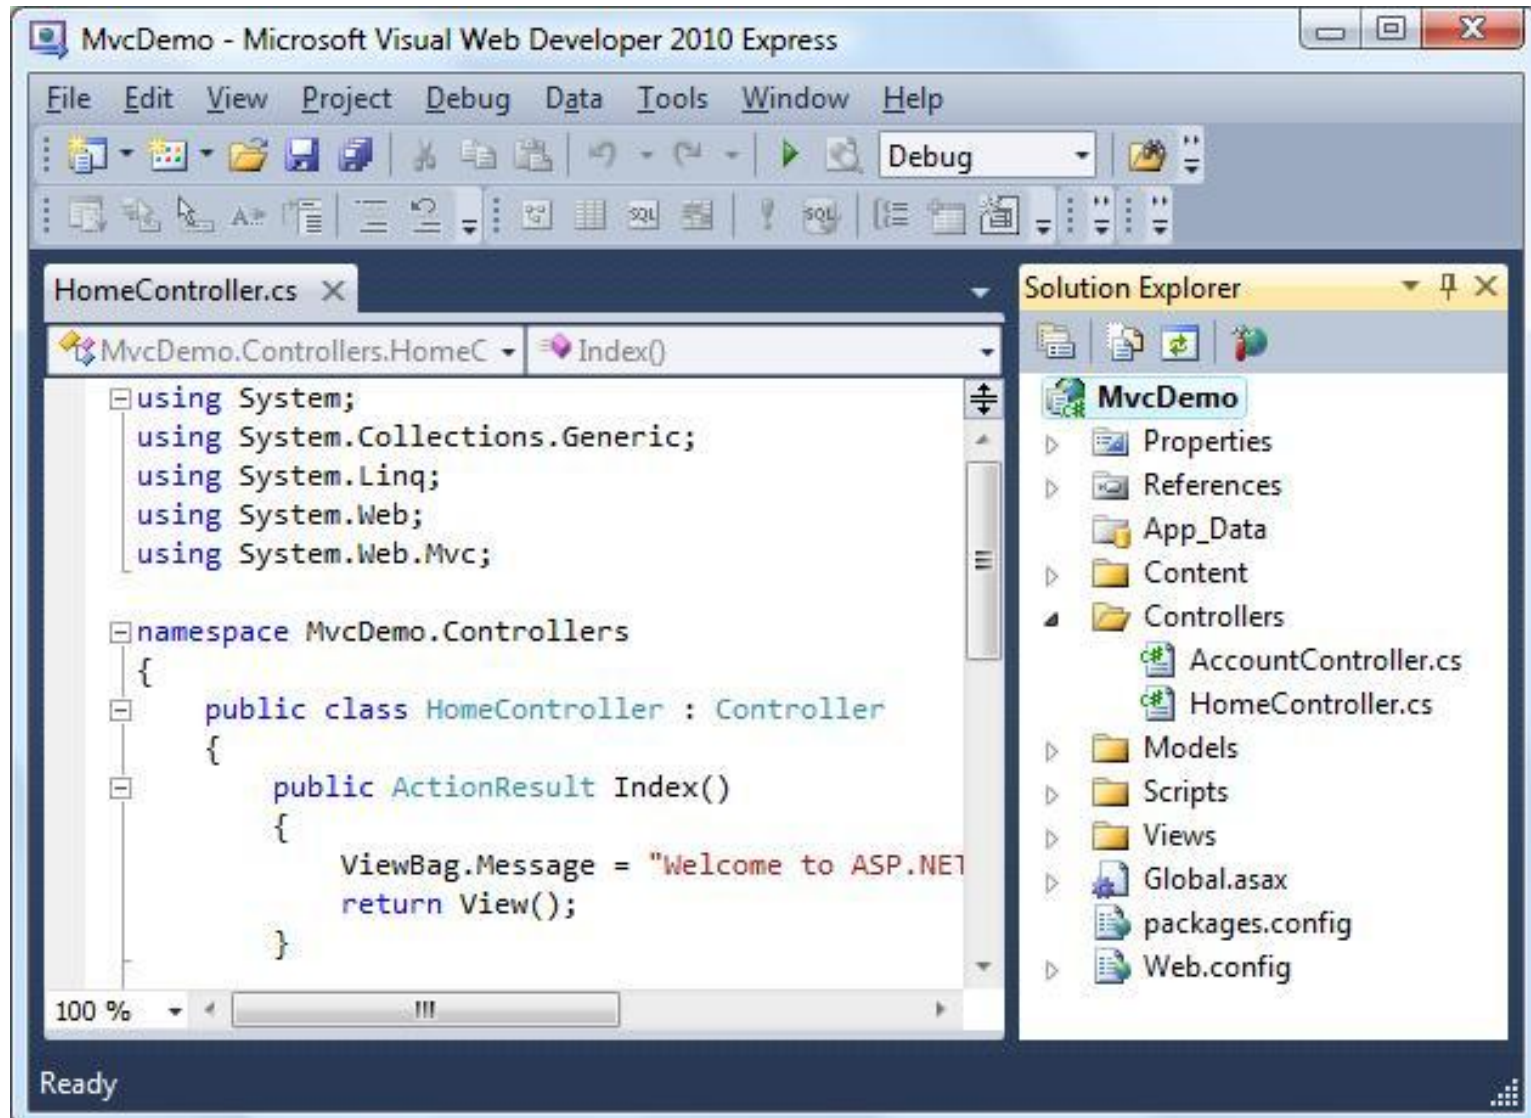 MvcDemo - Microsoft Visual Web Developer 2010 Express
File Edit View Project Debug Data Tools Window Help
Debug
SQL SQL
HomeController.cs
MvcDemo.Controllers.HomeC Index()
using System;
using System.Collections.Generic;
using System.Linq;
using System.Web;
using System.Web.Mvc;
namespace MvcDemo.Controllers
{
public class HomeController : Controller
{
public ActionResult Index()
{
ViewBag.Message = "Welcome to ASP.NET
return View();
}
100 %
Solution Explorer
MvcDemo
Properties
References
App_Data
Content
Controllers
AccountController.cs
HomeController.cs
Models
Scripts
Views
Global.asax
packages.config
Web.config
Ready